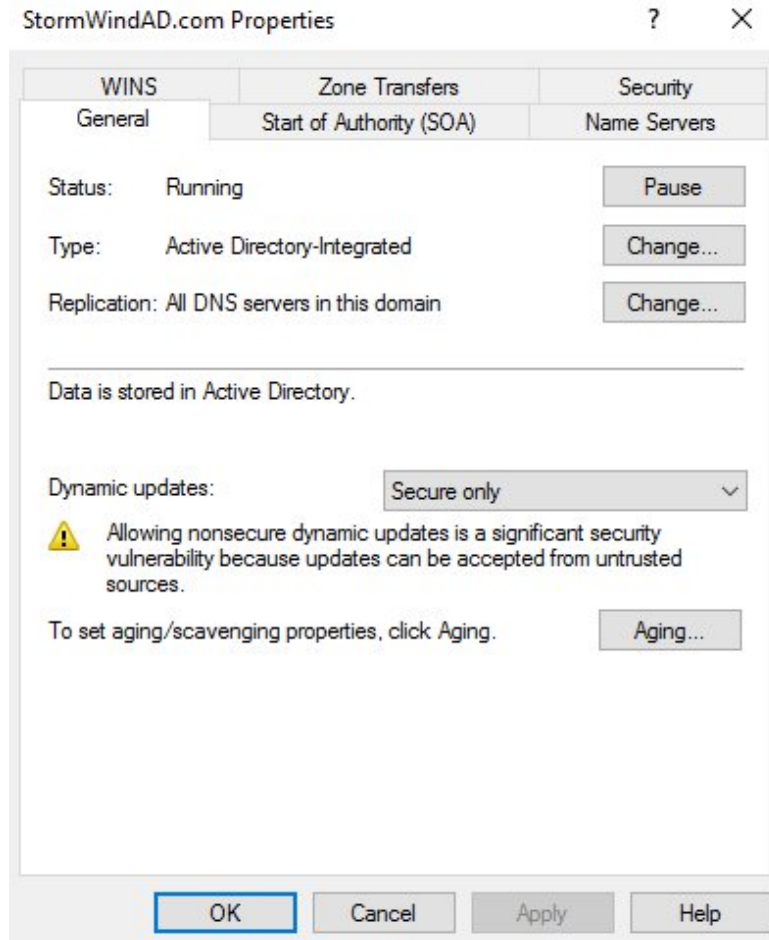 StormWindAD.com Properties ? X
WINS Zone Transfers Security
General Start of Authority (SOA) Name Servers
Status: Running Pause
Type: Active Directory-Integrated Change...
Replication: All DNS servers in this domain Change...
Data is stored in Active Directory.
Dynamic updates: Secure only
Allowing nonsecure dynamic updates is a significant security
vulnerability because updates can be accepted from untrusted
sources.
To set aging/scavenging properties, click Aging. Aging...
OK Cancel Apply Help